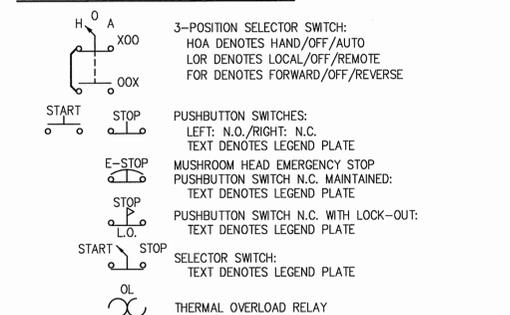 H O A
XOO
OOX
3-POSITION SELECTOR SWITCH:
HOA DENOTES HAND/OFF/AUTO
LOR DENOTES LOCAL/OFF/REMOTE
FOR DENOTES FORWARD/OFF/REVERSE
START
STOP
PUSHBUTTON SWITCHES:
LEFT: N.O./RIGHT: N.C.
TEXT DENOTES LEGEND PLATE
E-STOP
MUSHROOM HEAD EMERGENCY STOP
PUSHBUTTON SWITCH N.C. MAINTAINED:
TEXT DENOTES LEGEND PLATE
STOP
L.O.
PUSHBUTTON SWITCH N.C. WITH LOCK-OUT:
TEXT DENOTES LEGEND PLATE
START STOP
SELECTOR SWITCH:
TEXT DENOTES LEGEND PLATE
OL
THERMAL OVERLOAD RELAY